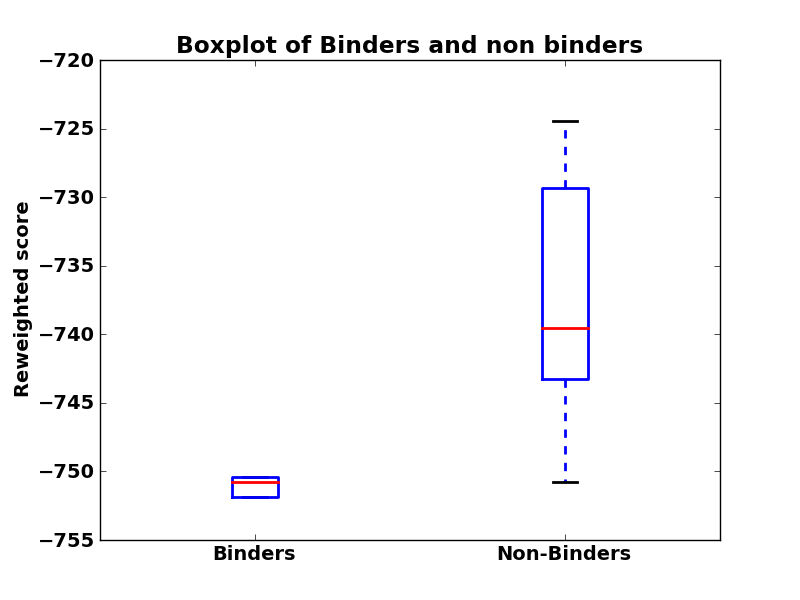 Boxplot of Binders and non binders
Reweighted score
−720
−725
−730
−735
−740
−745
−750
−755
Binders
Non-Binders